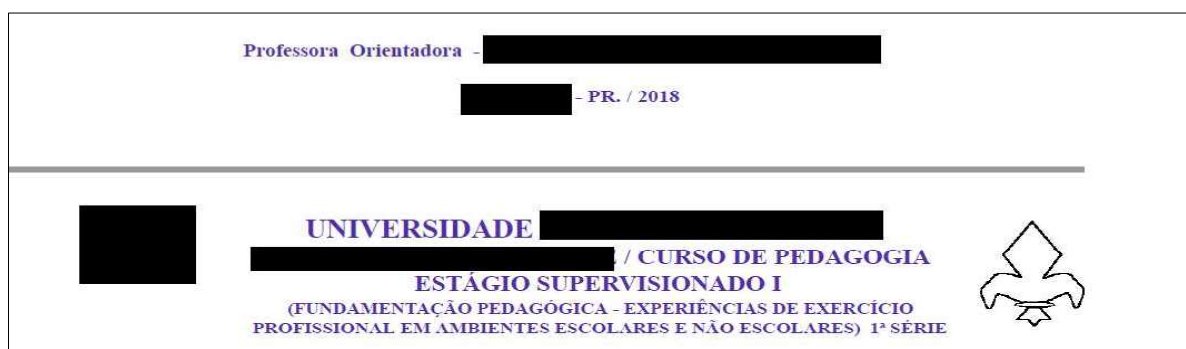 Professora Orientadora -
- PR. / 2018
UNIVERSIDADE
/ CURSO DE PEDAGOGIA
ESTÁGIO SUPERVISIONADO I
(FUNDAMENTAÇÃO PEDAGÓGICA - EXPERIÊNCIAS DE EXERCÍCIO
PROFISSIONAL EM AMBIENTES ESCOLARES E NÃO ESCOLARES) 1ª SÉRIE